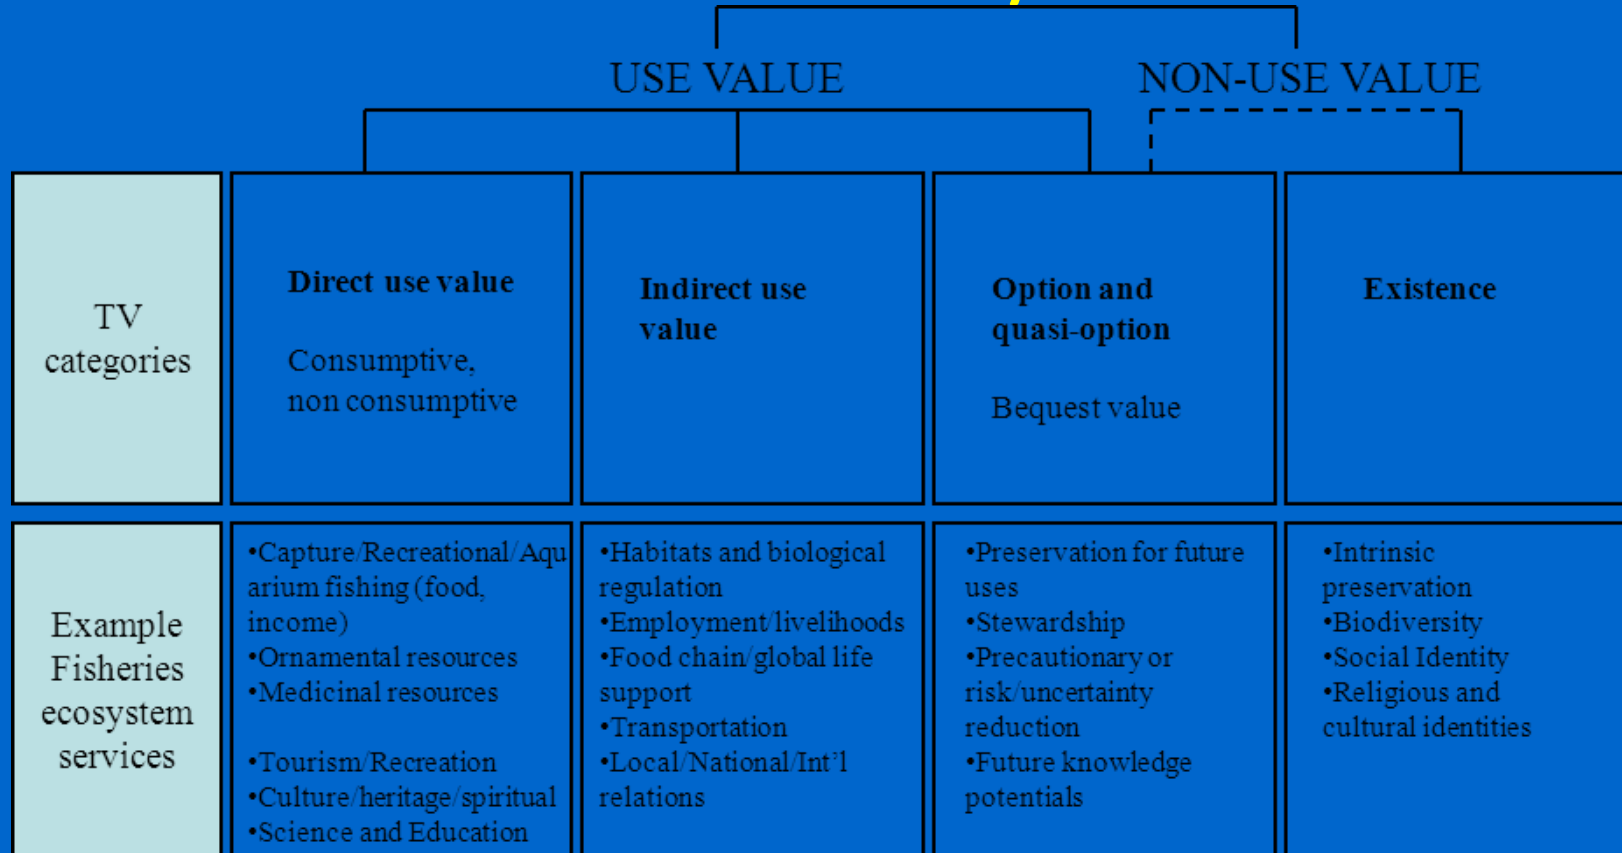 USE VALUE
NON-USE VALUE
TV
categories
Direct use value
Consumptive,
non consumptive
Indirect use
value
Option and
quasi-option
Bequest value
Existence
Example
Fisheries
ecosystem
services
•Capture/Recreational/Aqu
arium fishing (food,
income)
•Ornamental resources
•Medicinal resources
•Tourism/Recreation
•Culture/heritage/spiritual
•Science and Education
•Habitats and biological
regulation
•Employment/livelihoods
•Food chain/global life
support
•Transportation
•Local/National/Int’l
relations
•Preservation for future
uses
•Stewardship
•Precautionary or
risk/uncertainty
reduction
•Future knowledge
potentials
•Intrinsic
preservation
•Biodiversity
•Social Identity
•Religious and
cultural identities